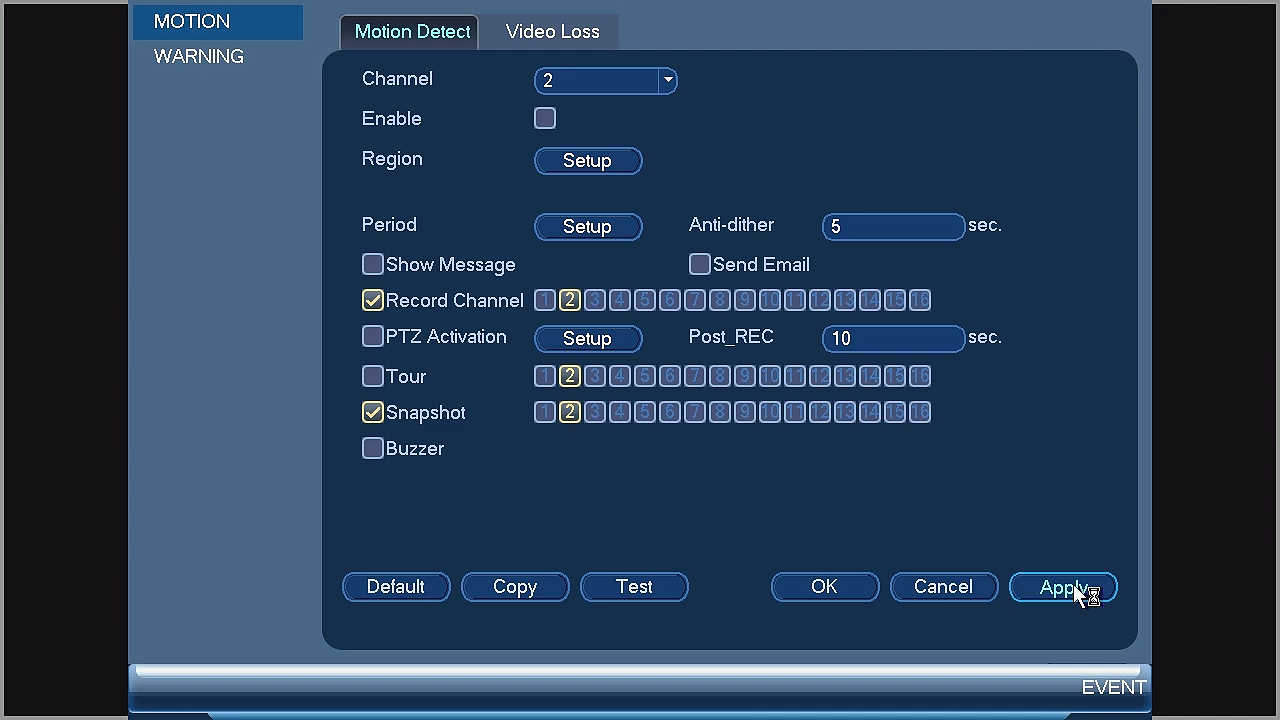 MOTION
WARNING
Motion Detect
Video Loss
Channel 2
Enable
Region Setup
Period Setup Anti-dither 5 sec.
Show Message Send Email
Record Channel 1 2 3 4 5 6 7 8 9 10 11 12 13 14 15 16
PTZ Activation Setup Post_REC 10 sec.
Tour 1 2 3 4 5 6 7 8 9 10 11 12 13 14 15 16
Snapshot 1 2 3 4 5 6 7 8 9 10 11 12 13 14 15 16
Buzzer
Default Copy Test OK Cancel Apply
EVENT